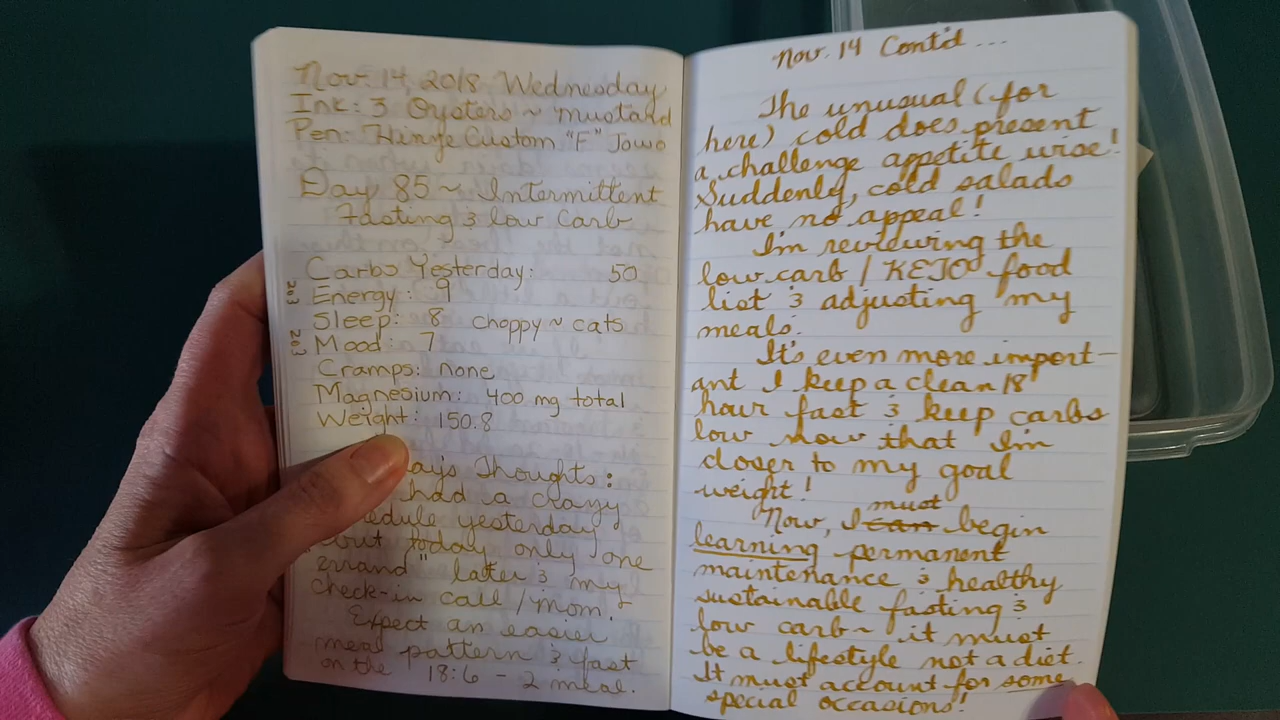 Nov. 14, 2018 Wednesday
Ink: 3 Oysters ~ Mustard
Pen: Hinze Custom "F" Jowo
Day 85 ~ Intermittent
Fasting & low Carb
Carbs Yesterday: 50
Energy: 9
Sleep: 8 choppy ~ cats
Mood: 7
Cramps: none
Magnesium: 400 mg total
Weight: 150.8
ay's Thoughts:
had a crazy
edule yesterday
but today only "one
errand" later & my
check-in call / mom.
Expect an easier
meal pattern & fast
on the 18:6 - 2 meal.
Nov. 14 Cont'd ...
The unusual (for
here) cold does present
a challenge appetite wise!
Suddenly, cold salads
have no appeal!
I'm reviewing the
low carb / KETO food
list & adjusting my
meals.
It's even more import-
ant I keep a clean 18
hour fast & keep carbs
low now that I'm
closer to my goal
weight!
must
Now, I can begin
learning permanent
maintenance & healthy
sustainable fasting &
low carb ~ it must
be a lifestyle not a diet.
It must account for some
special occasions!